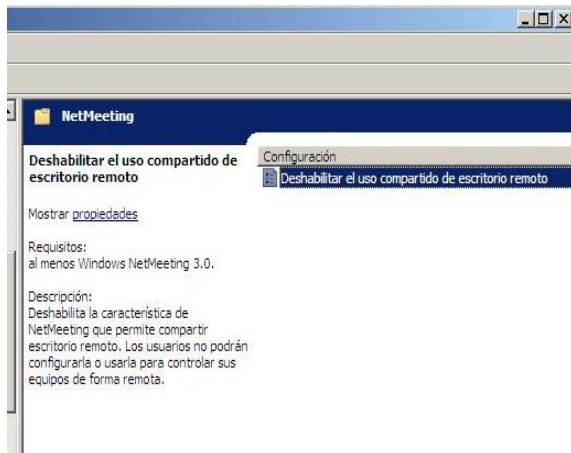 NetMeeting
Deshabilitar el uso compartido de
escritorio remoto
Mostrar propiedades
Requisitos:
al menos Windows NetMeeting 3.0.
Descripción:
Deshabilita la característica de
NetMeeting que permite compartir
escritorio remoto. Los usuarios no podrán
configurarla o usarla para controlar sus
equipos de forma remota.
Configuración
Deshabilitar el uso compartido de escritorio remoto